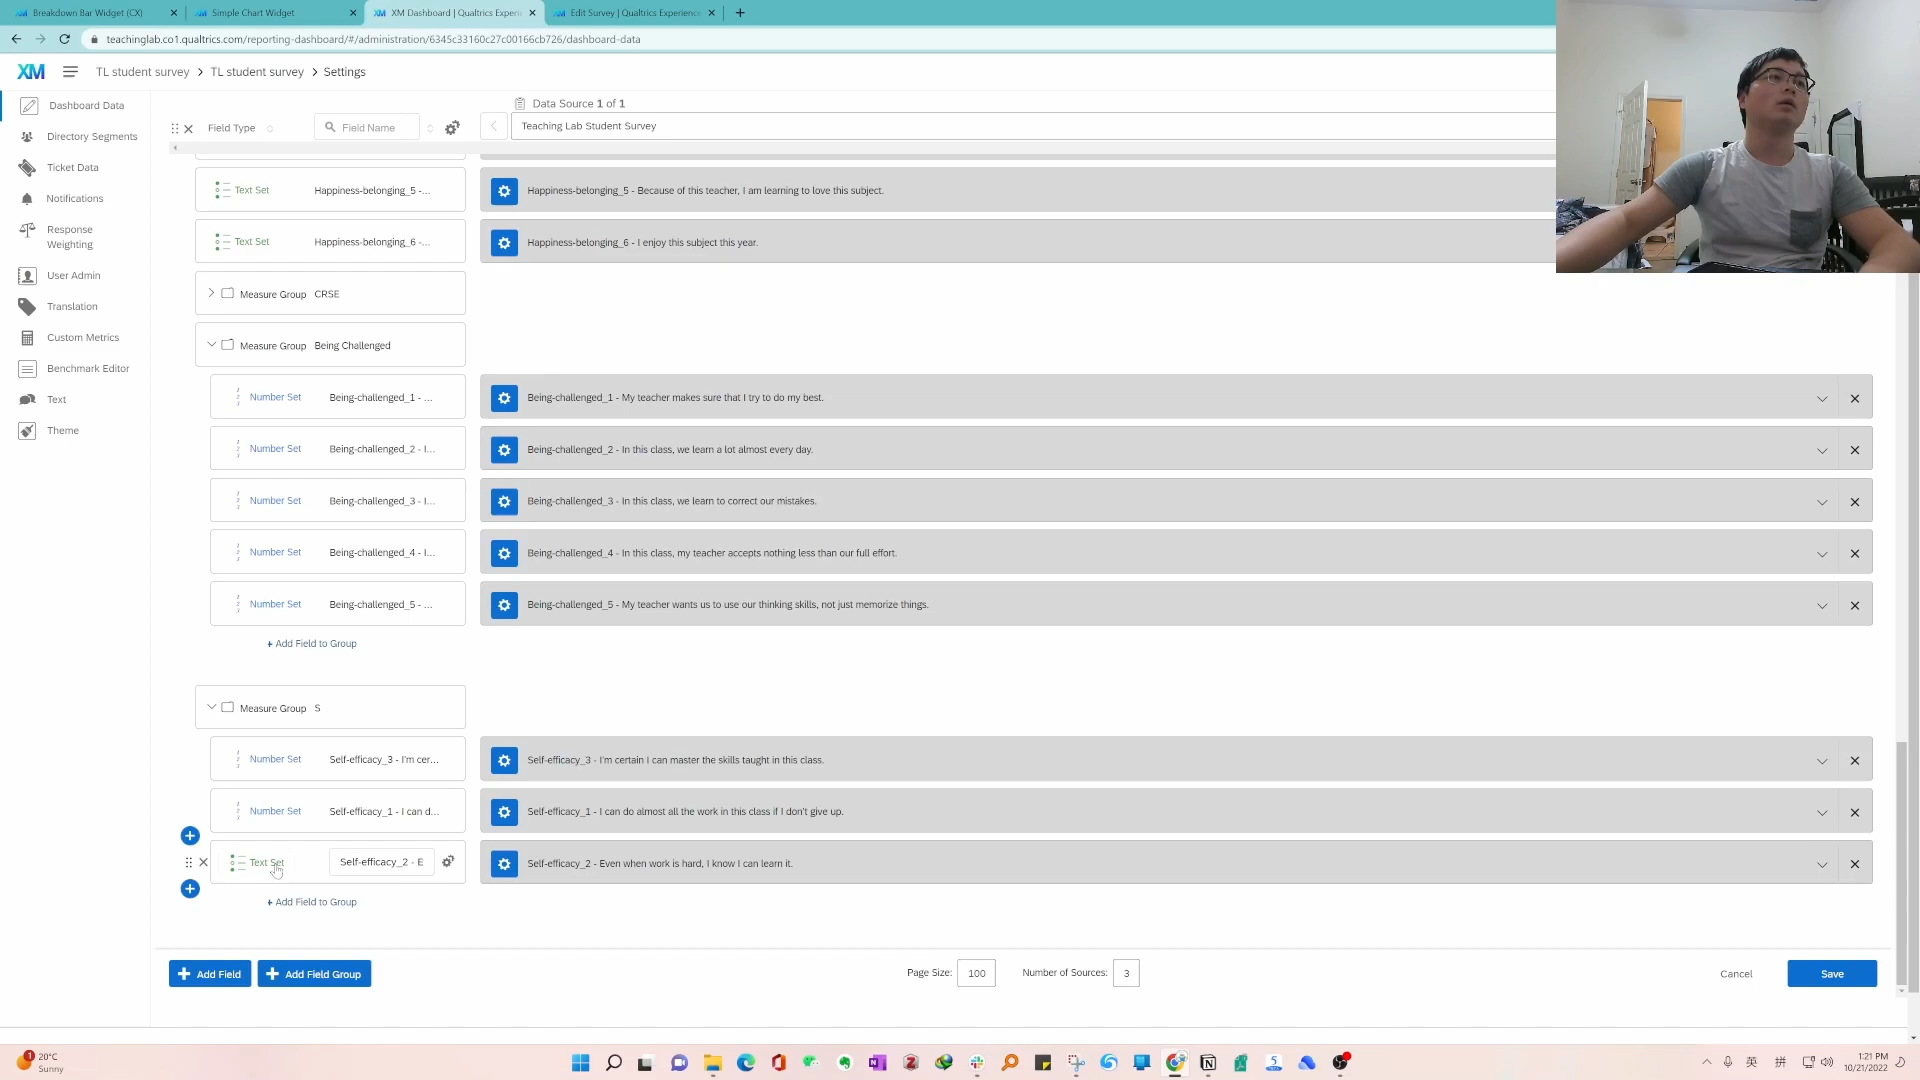 Breakdown Bar Widget (CX)
Simple Chart Widget
XM Dashboard | Qualtrics Experie
Edit Survey | Qualtrics Experience
teachinglab.co1.qualtrics.com/reporting-dashboard/#/administration/6345c33160c27c00166cb726/dashboard-data
XM TL student survey > TL student survey > Settings
Dashboard Data
Directory Segments
Ticket Data
Notifications
Response
Weighting
User Admin
Translation
Custom Metrics
Benchmark Editor
Text
Theme
Data Source 1 of 1
Field Type Field Name Teaching Lab Student Survey
Text Set Happiness-belonging_5 -... Happiness-belonging_5 - Because of this teacher, I am learning to love this subject.
Text Set Happiness-belonging_6 -... Happiness-belonging_6 - I enjoy this subject this year.
Measure Group CRSE
Measure Group Being Challenged
Number Set Being-challenged_1 - ... Being-challenged_1 - My teacher makes sure that I try to do my best.
Number Set Being-challenged_2 - I... Being-challenged_2 - In this class, we learn a lot almost every day.
Number Set Being-challenged_3 - I... Being-challenged_3 - In this class, we learn to correct our mistakes.
Number Set Being-challenged_4 - I... Being-challenged_4 - In this class, my teacher accepts nothing less than our full effort.
Number Set Being-challenged_5 - ... Being-challenged_5 - My teacher wants us to use our thinking skills, not just memorize things.
+ Add Field to Group
Measure Group S
Number Set Self-efficacy_3 - I'm cer... Self-efficacy_3 - I'm certain I can master the skills taught in this class.
Number Set Self-efficacy_1 - I can d... Self-efficacy_1 - I can do almost all the work in this class if I don't give up.
Text Set Self-efficacy_2 - E Self-efficacy_2 - Even when work is hard, I know I can learn it.
+ Add Field to Group
Add Field Add Field Group Page Size: 100 Number of Sources: 3 Cancel Save
1 20°C
Sunny
英 拼 1:21 PM
10/21/2022